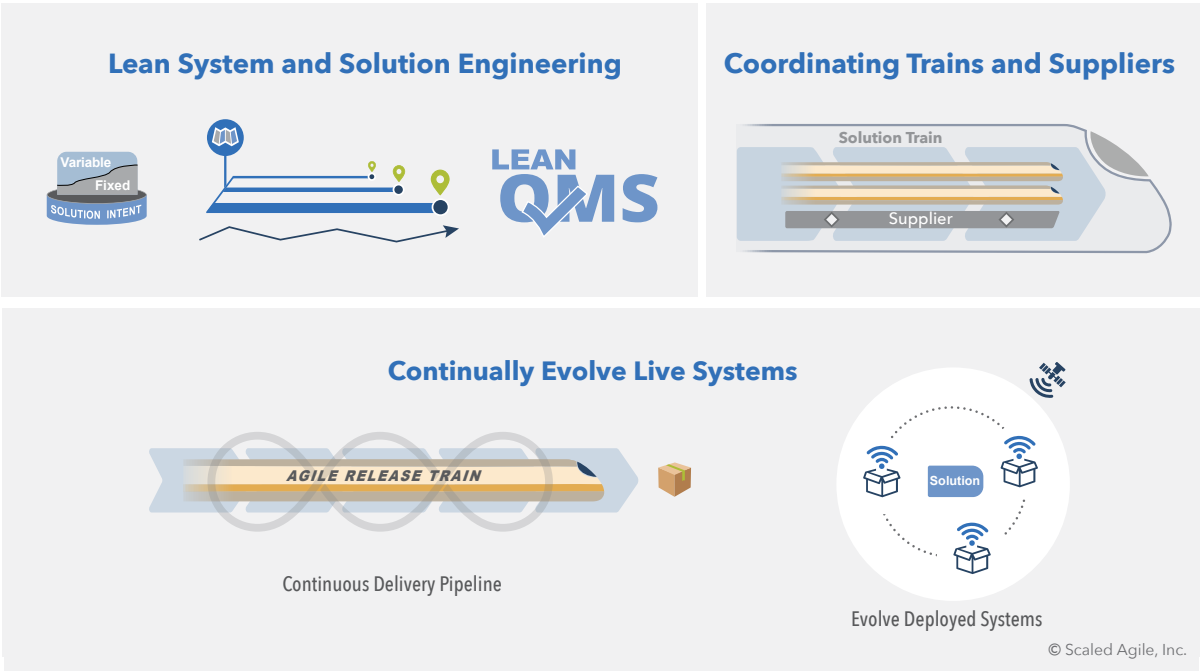 Lean System and Solution Engineering
Variable
Fixed
SOLUTION INTENT
LEAN
QMS
Coordinating Trains and Suppliers
Solution Train
Supplier
Continually Evolve Live Systems
AGILE RELEASE TRAIN
Continuous Delivery Pipeline
Solution
Evolve Deployed Systems
© Scaled Agile, Inc.